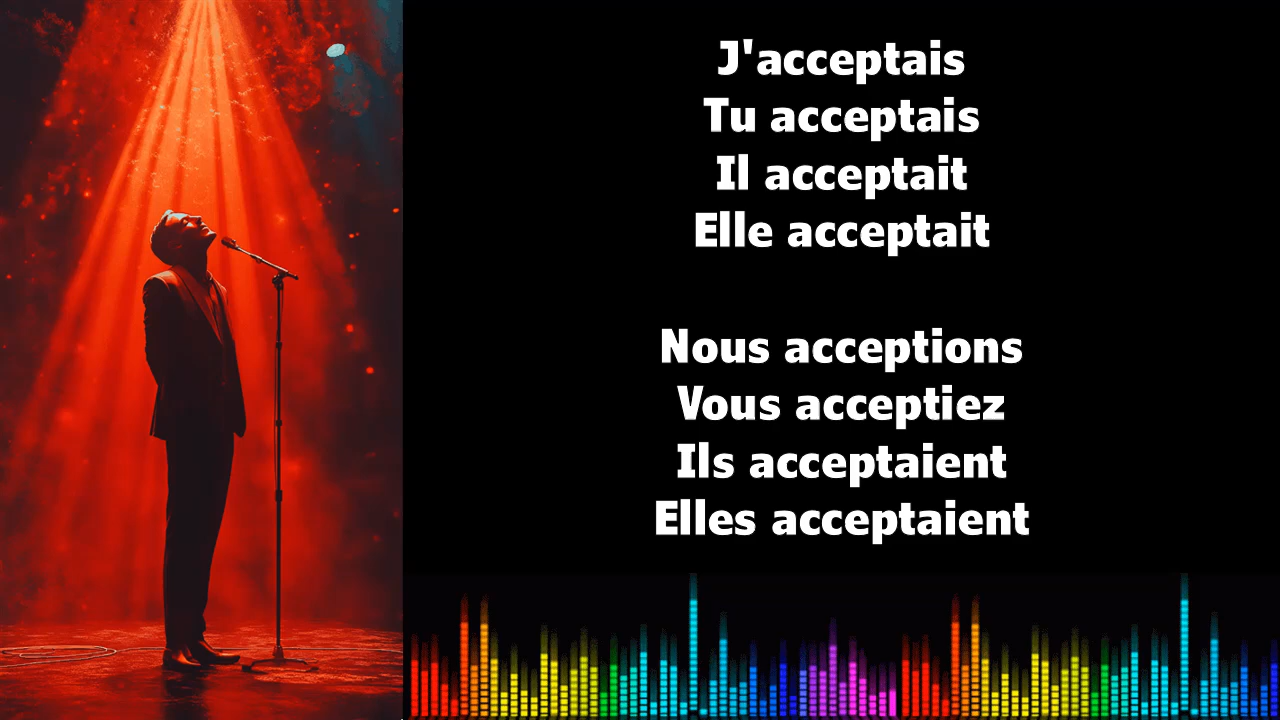 J'acceptais
Tu acceptais
Il acceptait
Elle acceptait
Nous acceptions
Vous acceptiez
Ils acceptaient
Elles acceptaient